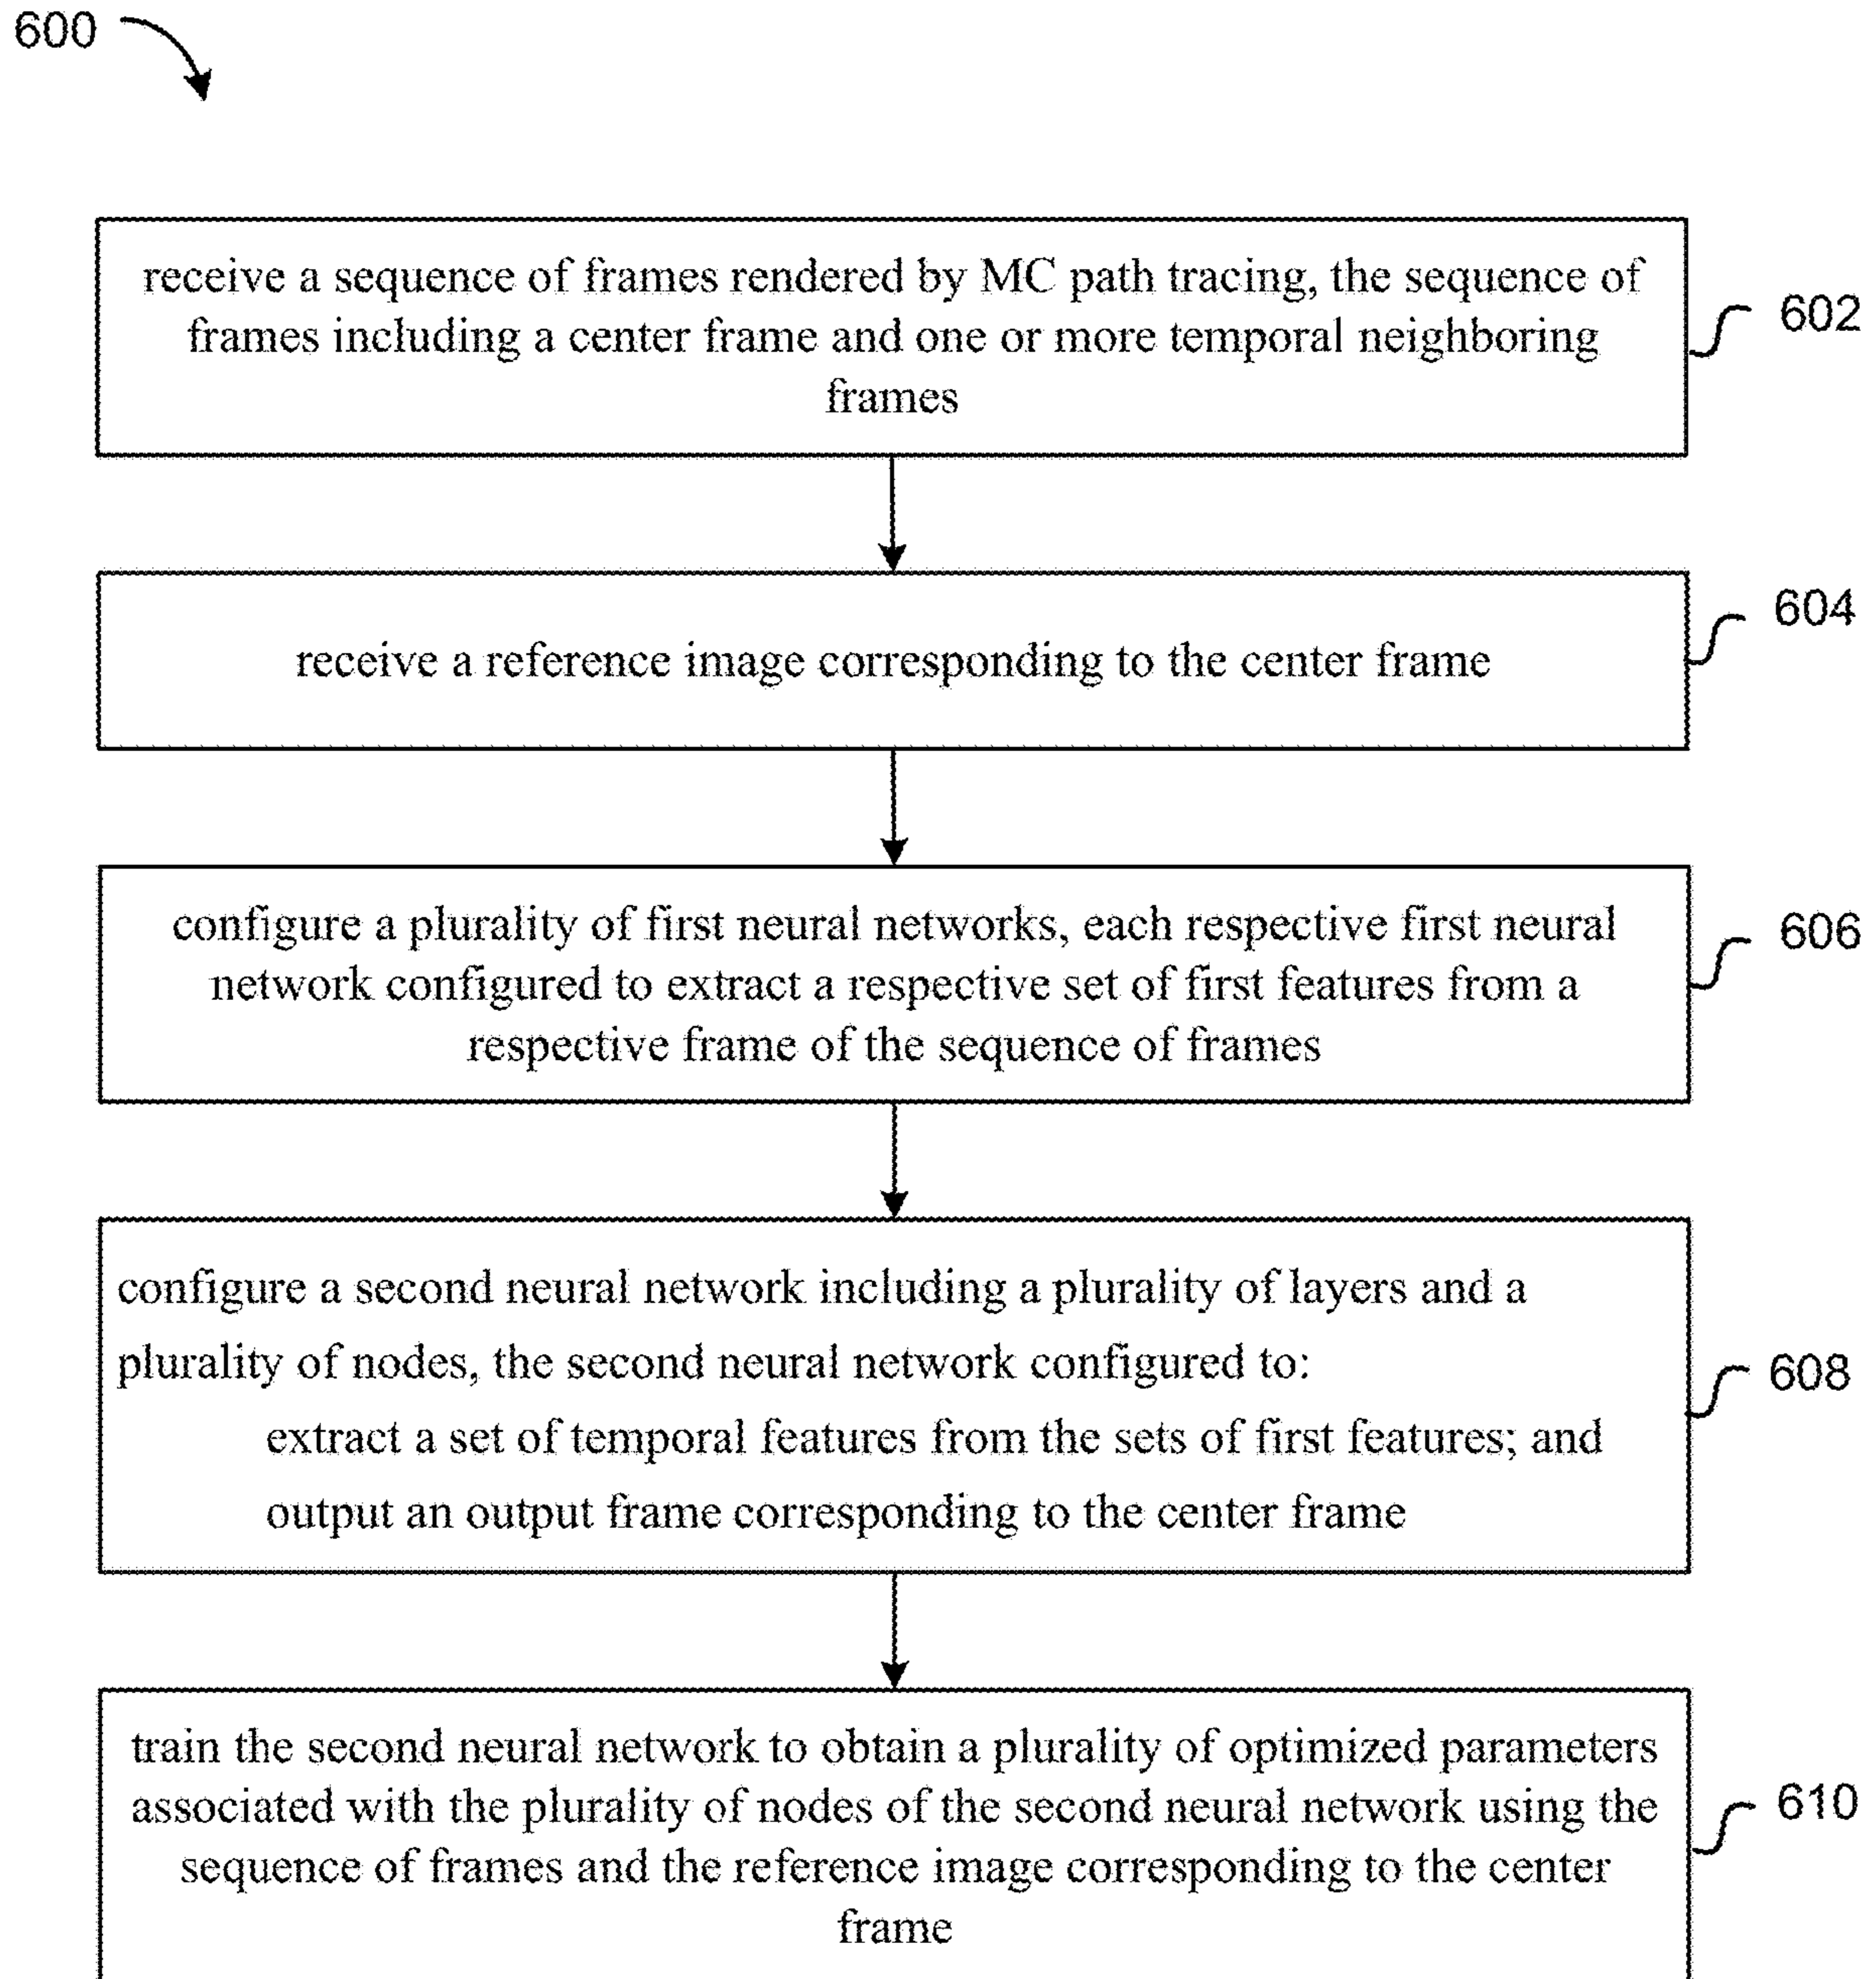 600
receive a sequence of frames rendered by MC path tracing, the sequence of
frames including a center frame and one or more temporal neighboring
frames
602
receive a reference image corresponding to the center frame
604
configure a plurality of first neural networks, each respective first neural
network configured to extract a respective set of first features from a
respective frame of the sequence of frames
606
configure a second neural network including a plurality of layers and a
plurality of nodes, the second neural network configured to:
extract a set of temporal features from the sets of first features; and
output an output frame corresponding to the center frame
608
train the second neural network to obtain a plurality of optimized parameters
associated with the plurality of nodes of the second neural network using the
sequence of frames and the reference image corresponding to the center
frame
610